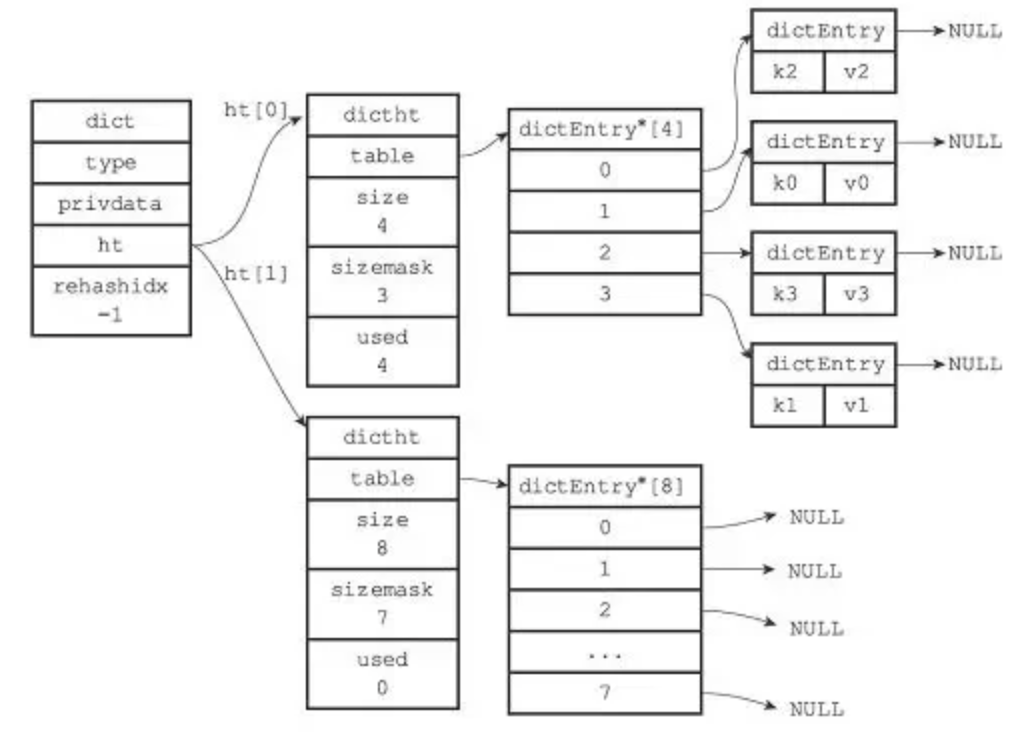 dict
type
privdata
ht
rehashidx
-1
ht[0]
ht[1]
dictht
table
size
4
sizemask
3
used
4
dictEntry*[4]
0
1
2
3
dictEntry
k2 v2
NULL
dictEntry
k0 v0
NULL
dictEntry
k3 v3
NULL
dictEntry
k1 v1
NULL
dictht
table
size
8
sizemask
7
used
0
dictEntry*[8]
0
1
2
...
7
NULL
NULL
NULL
NULL